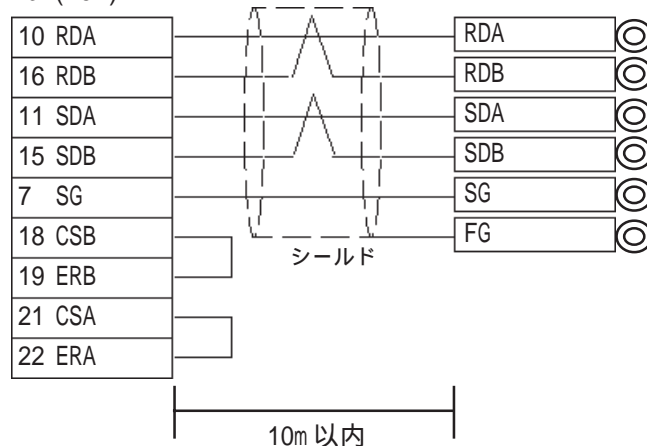 10 RDA
16 RDB
11 SDA
15 SDB
7 SG
18 CSB
19 ERB
21 CSA
22 ERA
RDA
RDB
SDA
SDB
SG
FG
シールド
10m 以内